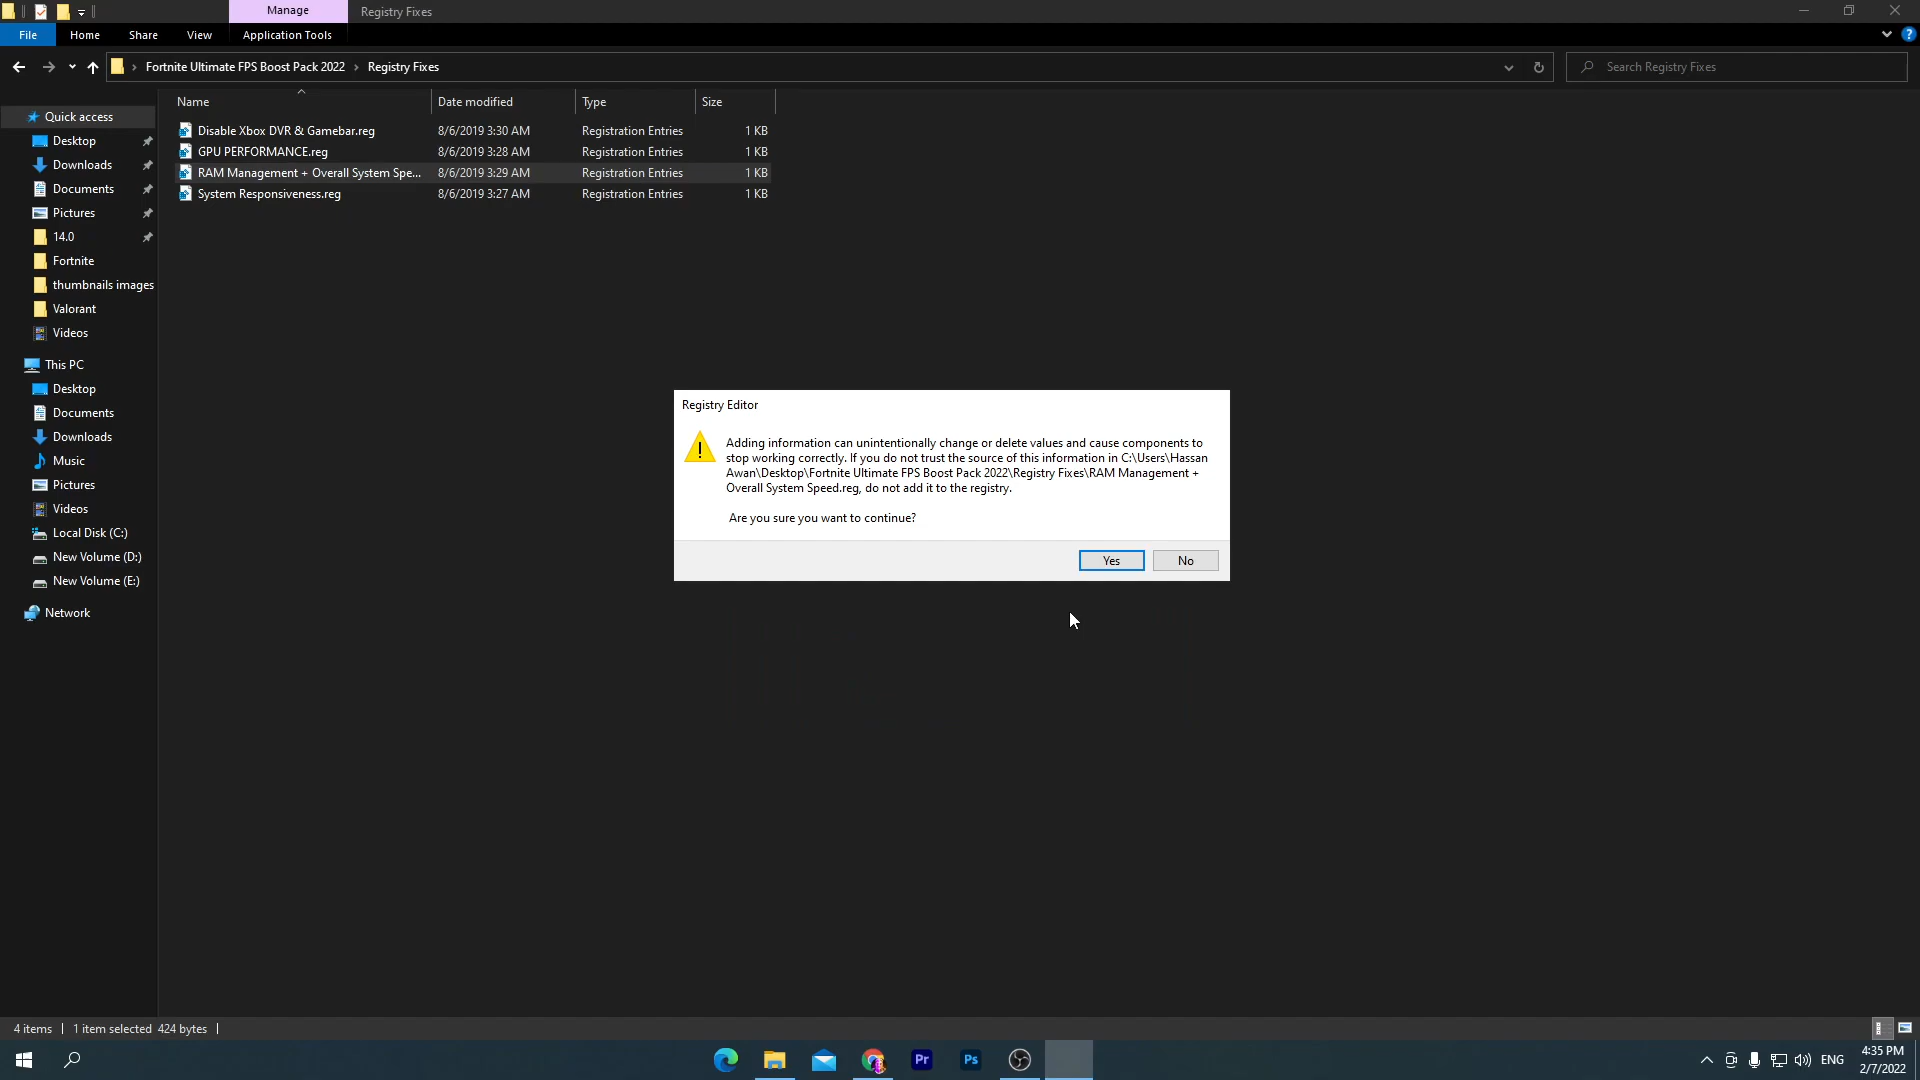 Manage
Registry Fixes
File
Home
Share
View
Application Tools
Fortnite Ultimate FPS Boost Pack 2022
Registry Fixes
Search Registry Fixes
Name
Date modified
Type
Size
Disable Xbox DVR & Gamebar.reg 8/6/2019 3:30 AM Registration Entries 1 KB
GPU PERFORMANCE.reg 8/6/2019 3:28 AM Registration Entries 1 KB
RAM Management + Overall System Spe... 8/6/2019 3:29 AM Registration Entries 1 KB
System Responsiveness.reg 8/6/2019 3:27 AM Registration Entries 1 KB
Quick access
Desktop
Downloads
Documents
Pictures
14.0
Fortnite
thumbnails images
Valorant
Videos
This PC
Desktop
Documents
Downloads
Music
Pictures
Videos
Local Disk (C:)
New Volume (D:)
New Volume (E:)
Network
Registry Editor
Adding information can unintentionally change or delete values and cause components to
stop working correctly. If you do not trust the source of this information in C:\Users\Hassan
Awan\Desktop\Fortnite Ultimate FPS Boost Pack 2022\Registry Fixes\RAM Management +
Overall System Speed.reg, do not add it to the registry.
Are you sure you want to continue?
Yes
No
4 items
1 item selected 424 bytes
Pr
Ps
ENG
4:35 PM
2/7/2022